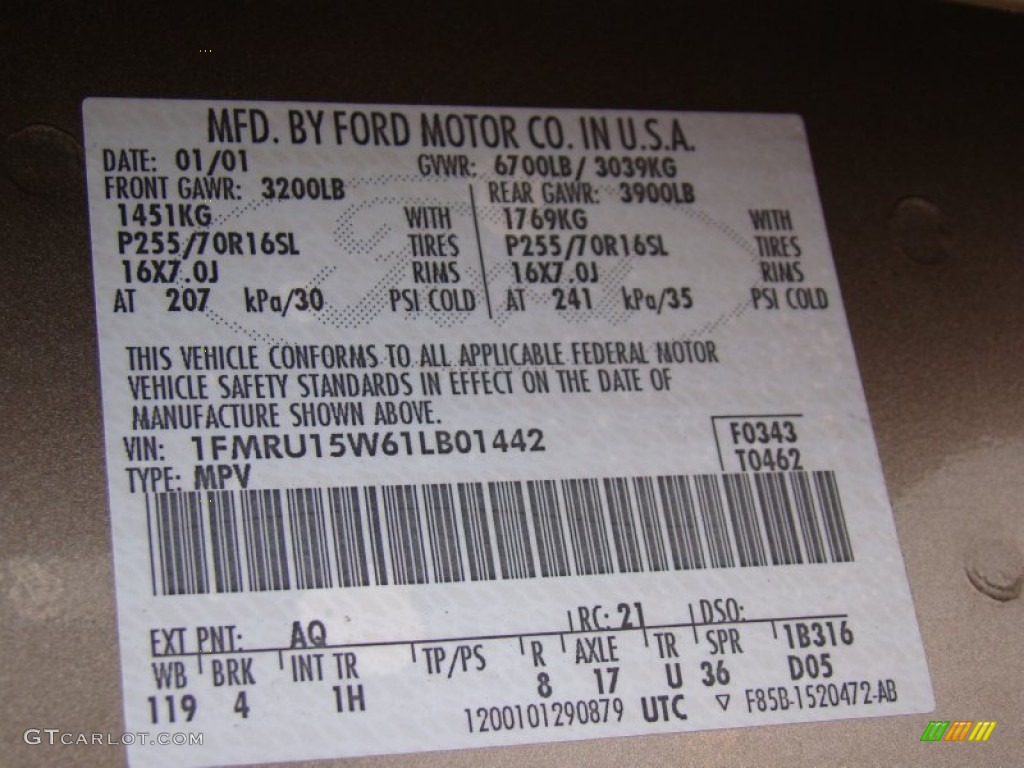 MFD. BY FORD MOTOR CO. IN U.S.A.
DATE: 01/01 GVWR: 6700LB/ 3039KG
FRONT GAWR: 3200LB REAR GAWR: 3900LB
1451KG WITH 1769KG WITH
P255/70R16SL TIRES P255/70R16SL TIRES
16X7.0J RIMS 16X7.0J RIMS
AT 207 kPa/30 PSI COLD AT 241 kPa/35 PSI COLD
THIS VEHICLE CONFORMS TO ALL APPLICABLE FEDERAL MOTOR
VEHICLE SAFETY STANDARDS IN EFFECT ON THE DATE OF
MANUFACTURE SHOWN ABOVE.
VIN: 1FMRU15W61LB01442 F0343
TYPE: MPV T0462
EXT PNT: AQ RC: 21 DSO:
WB BRK INT TR TP/PS R AXLE TR SPR 1B316
119 4 1H 8 17 U 36 D05
1200101290879 UTC ▽ F85B-1520472-AB
GTCARLOT.COM